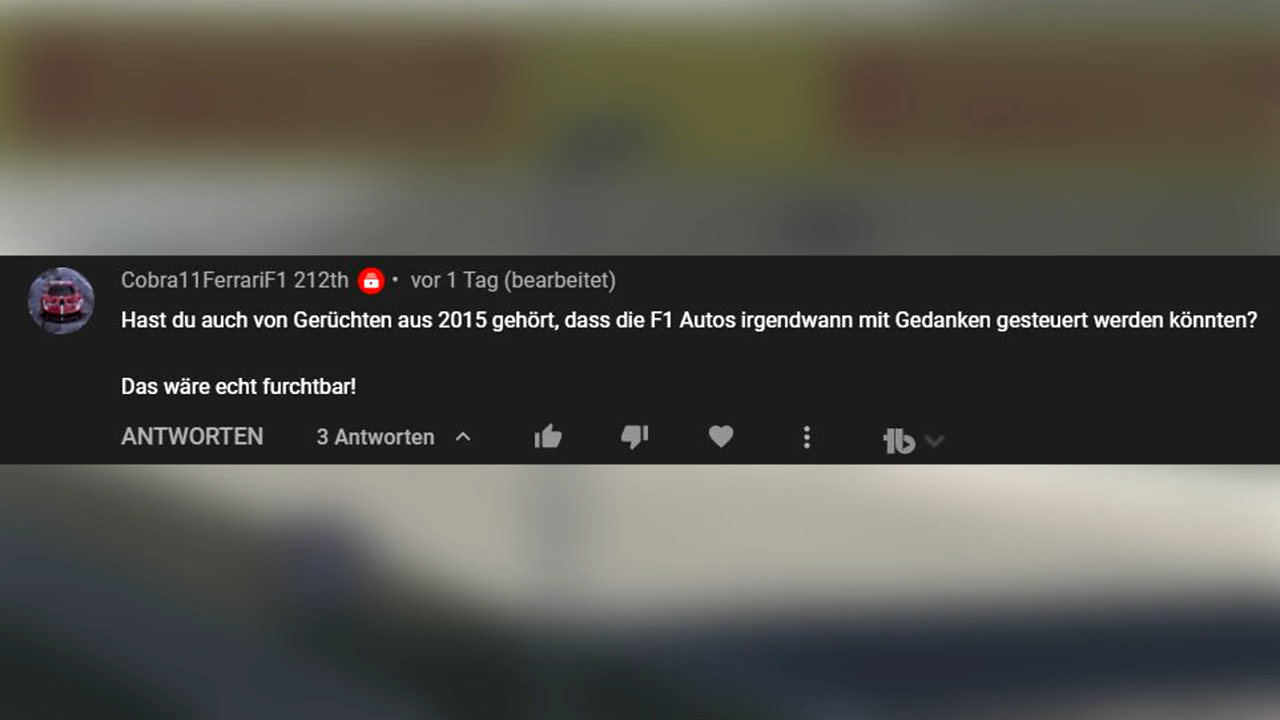 Cobra11FerrariF1 212th • vor 1 Tag (bearbeitet)
Hast du auch von Gerüchten aus 2015 gehört, dass die F1 Autos irgendwann mit Gedanken gesteuert werden könnten?
Das wäre echt furchtbar!
ANTWORTEN 3 Antworten tb